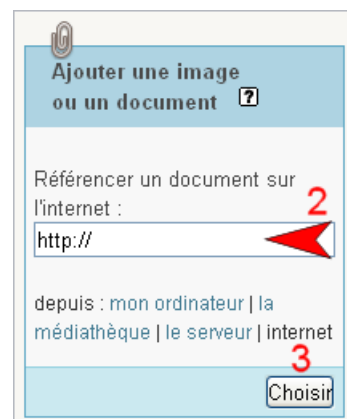 Ajouter une image
ou un document ?
Référencer un document sur
l'internet :
2
http://
depuis : mon ordinateur | la
médiathèque | le serveur | internet
3
Choisir